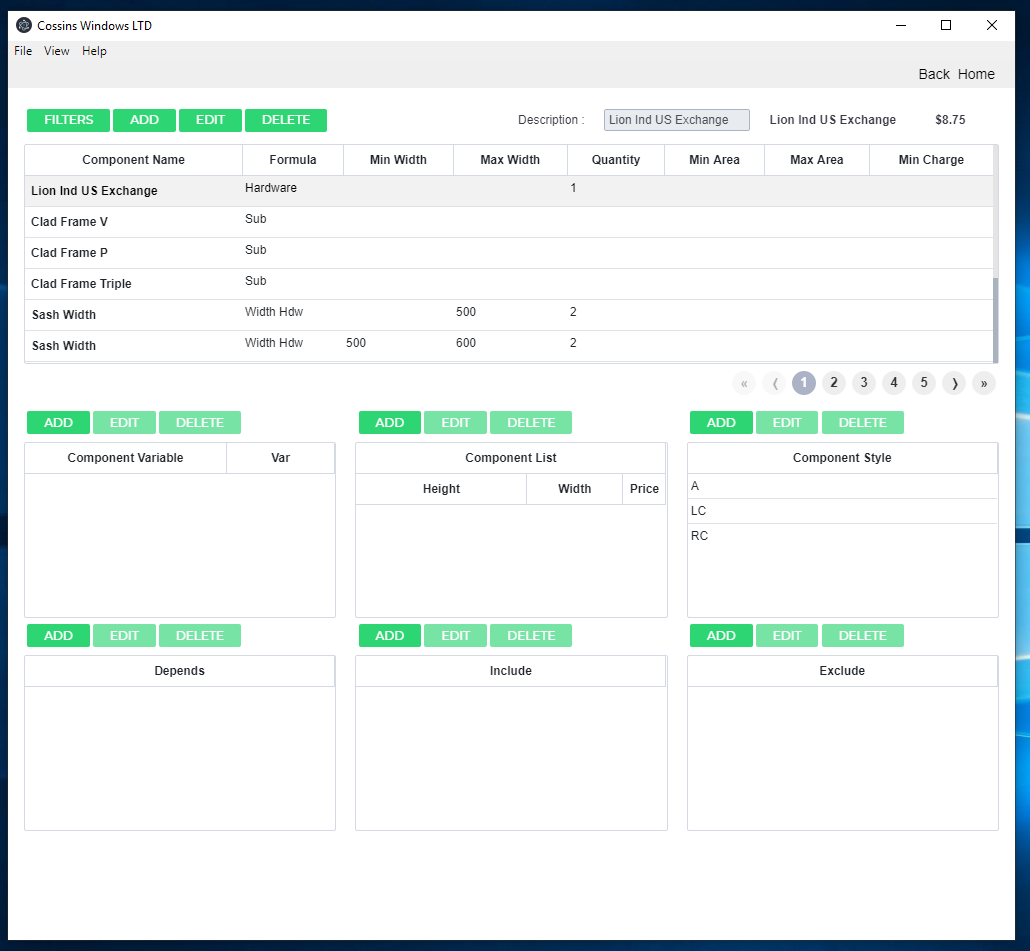 Cossins Windows LTD
File View Help
Back Home
FILTERS ADD EDIT DELETE Description : Lion Ind US Exchange Lion Ind US Exchange $8.75
Component Name Formula Min Width Max Width Quantity Min Area Max Area Min Charge
Lion Ind US Exchange Hardware 1
Clad Frame V Sub
Clad Frame P Sub
Clad Frame Triple Sub
Sash Width Width Hdw 500 2
Sash Width Width Hdw 500 600 2
« ⟨ 1 2 3 4 5 ⟩ »
ADD EDIT DELETE ADD EDIT DELETE ADD EDIT DELETE
Component Variable Var Component List Component Style
Height Width Price A
LC
RC
ADD EDIT DELETE ADD EDIT DELETE ADD EDIT DELETE
Depends Include Exclude